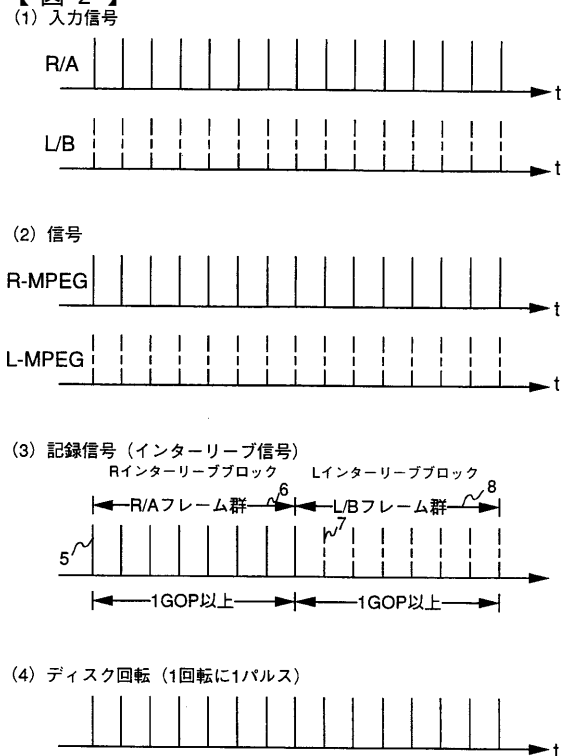 【図2】
(1) 入力信号
R/A
t
L/B
t
(2) 信号
R-MPEG
t
L-MPEG
t
(3) 記録信号（インターリーブ信号）
Rインターリーブブロック Lインターリーブブロック
R/Aフレーム群 6 L/Bフレーム群 8
5 7
1GOP以上 1GOP以上
(4) ディスク回転（1回転に1パルス）
t